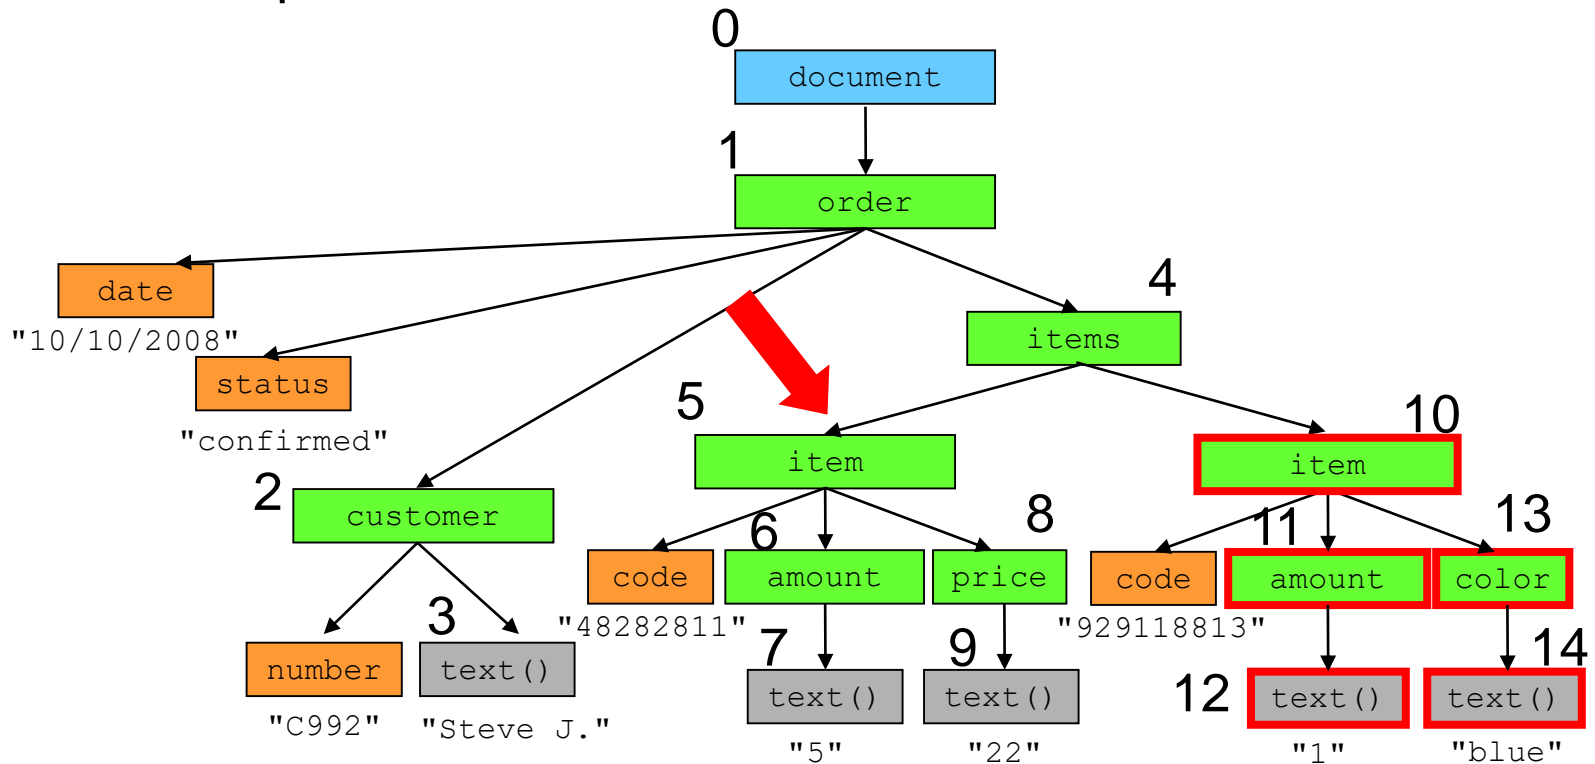 0
document
1
order
date
"10/10/2008"
status
"confirmed"
4
items
5
item
10
item
2
customer
number
"C992"
3
text()
"Steve J."
code
"48282811"
6
amount
8
price
7
text()
"5"
9
text()
"22"
code
"929118813"
11
amount
13
color
12
text()
"1"
14
text()
"blue"